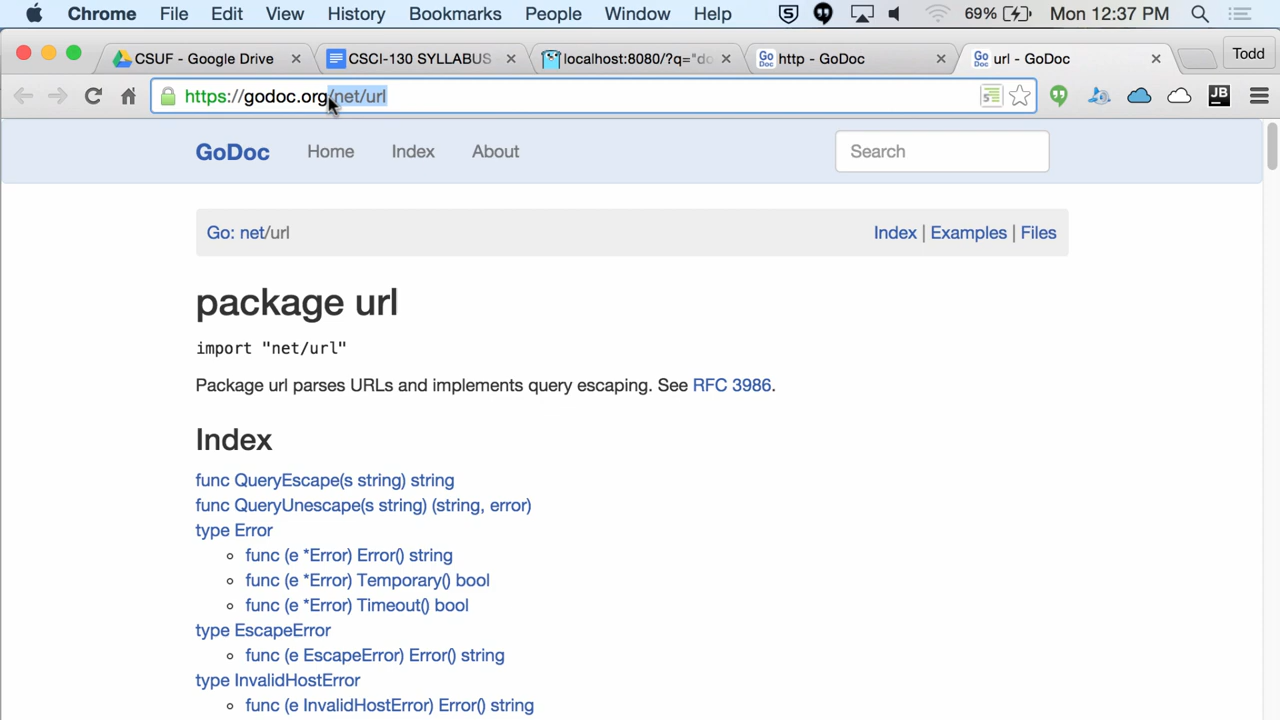 Chrome File Edit View History Bookmarks People Window Help 69% Mon 12:37 PM
CSUF - Google Drive CSCI-130 SYLLABUS localhost:8080/?q="do GoDoc http - GoDoc GoDoc url - GoDoc Todd
https://godoc.org/net/url 5 JB
GoDoc Home Index About Search
Go: net/url Index | Examples | Files
package url
import "net/url"
Package url parses URLs and implements query escaping. See RFC 3986.
Index
func QueryEscape(s string) string
func QueryUnescape(s string) (string, error)
type Error
func (e *Error) Error() string
func (e *Error) Temporary() bool
func (e *Error) Timeout() bool
type EscapeError
func (e EscapeError) Error() string
type InvalidHostError
func (e InvalidHostError) Error() string